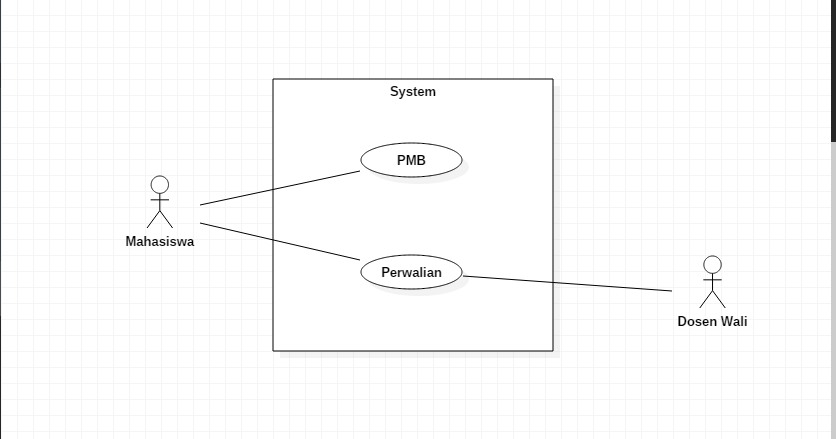 System
PMB
Mahasiswa
Perwalian
Dosen Wali